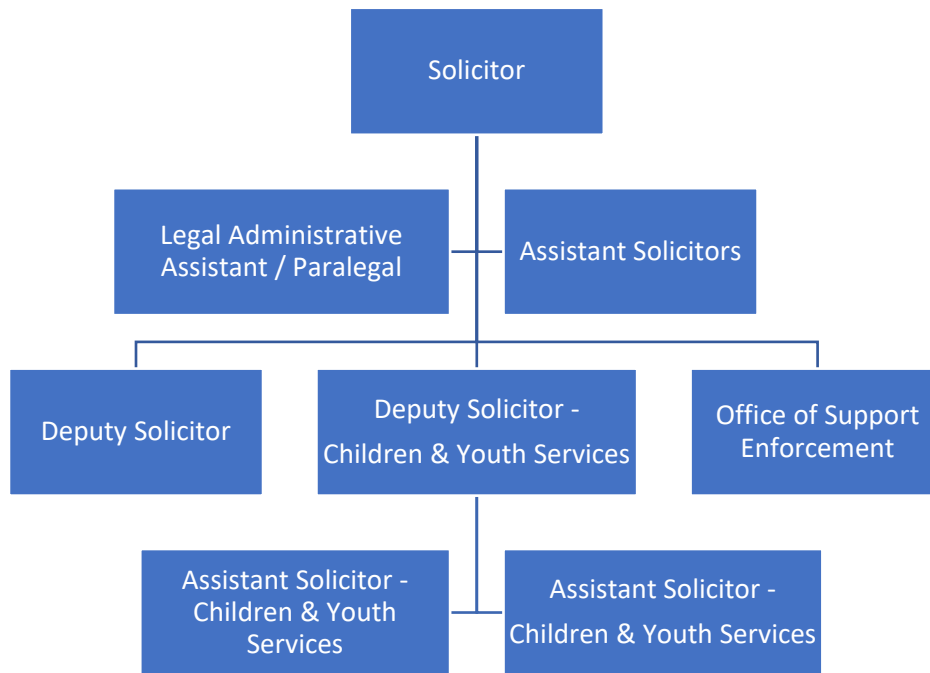 Solicitor
Legal Administrative
Assistant / Paralegal
Assistant Solicitors
Deputy Solicitor
Deputy Solicitor -
Children & Youth Services
Office of Support
Enforcement
Assistant Solicitor -
Children & Youth
Services
Assistant Solicitor -
Children & Youth Services